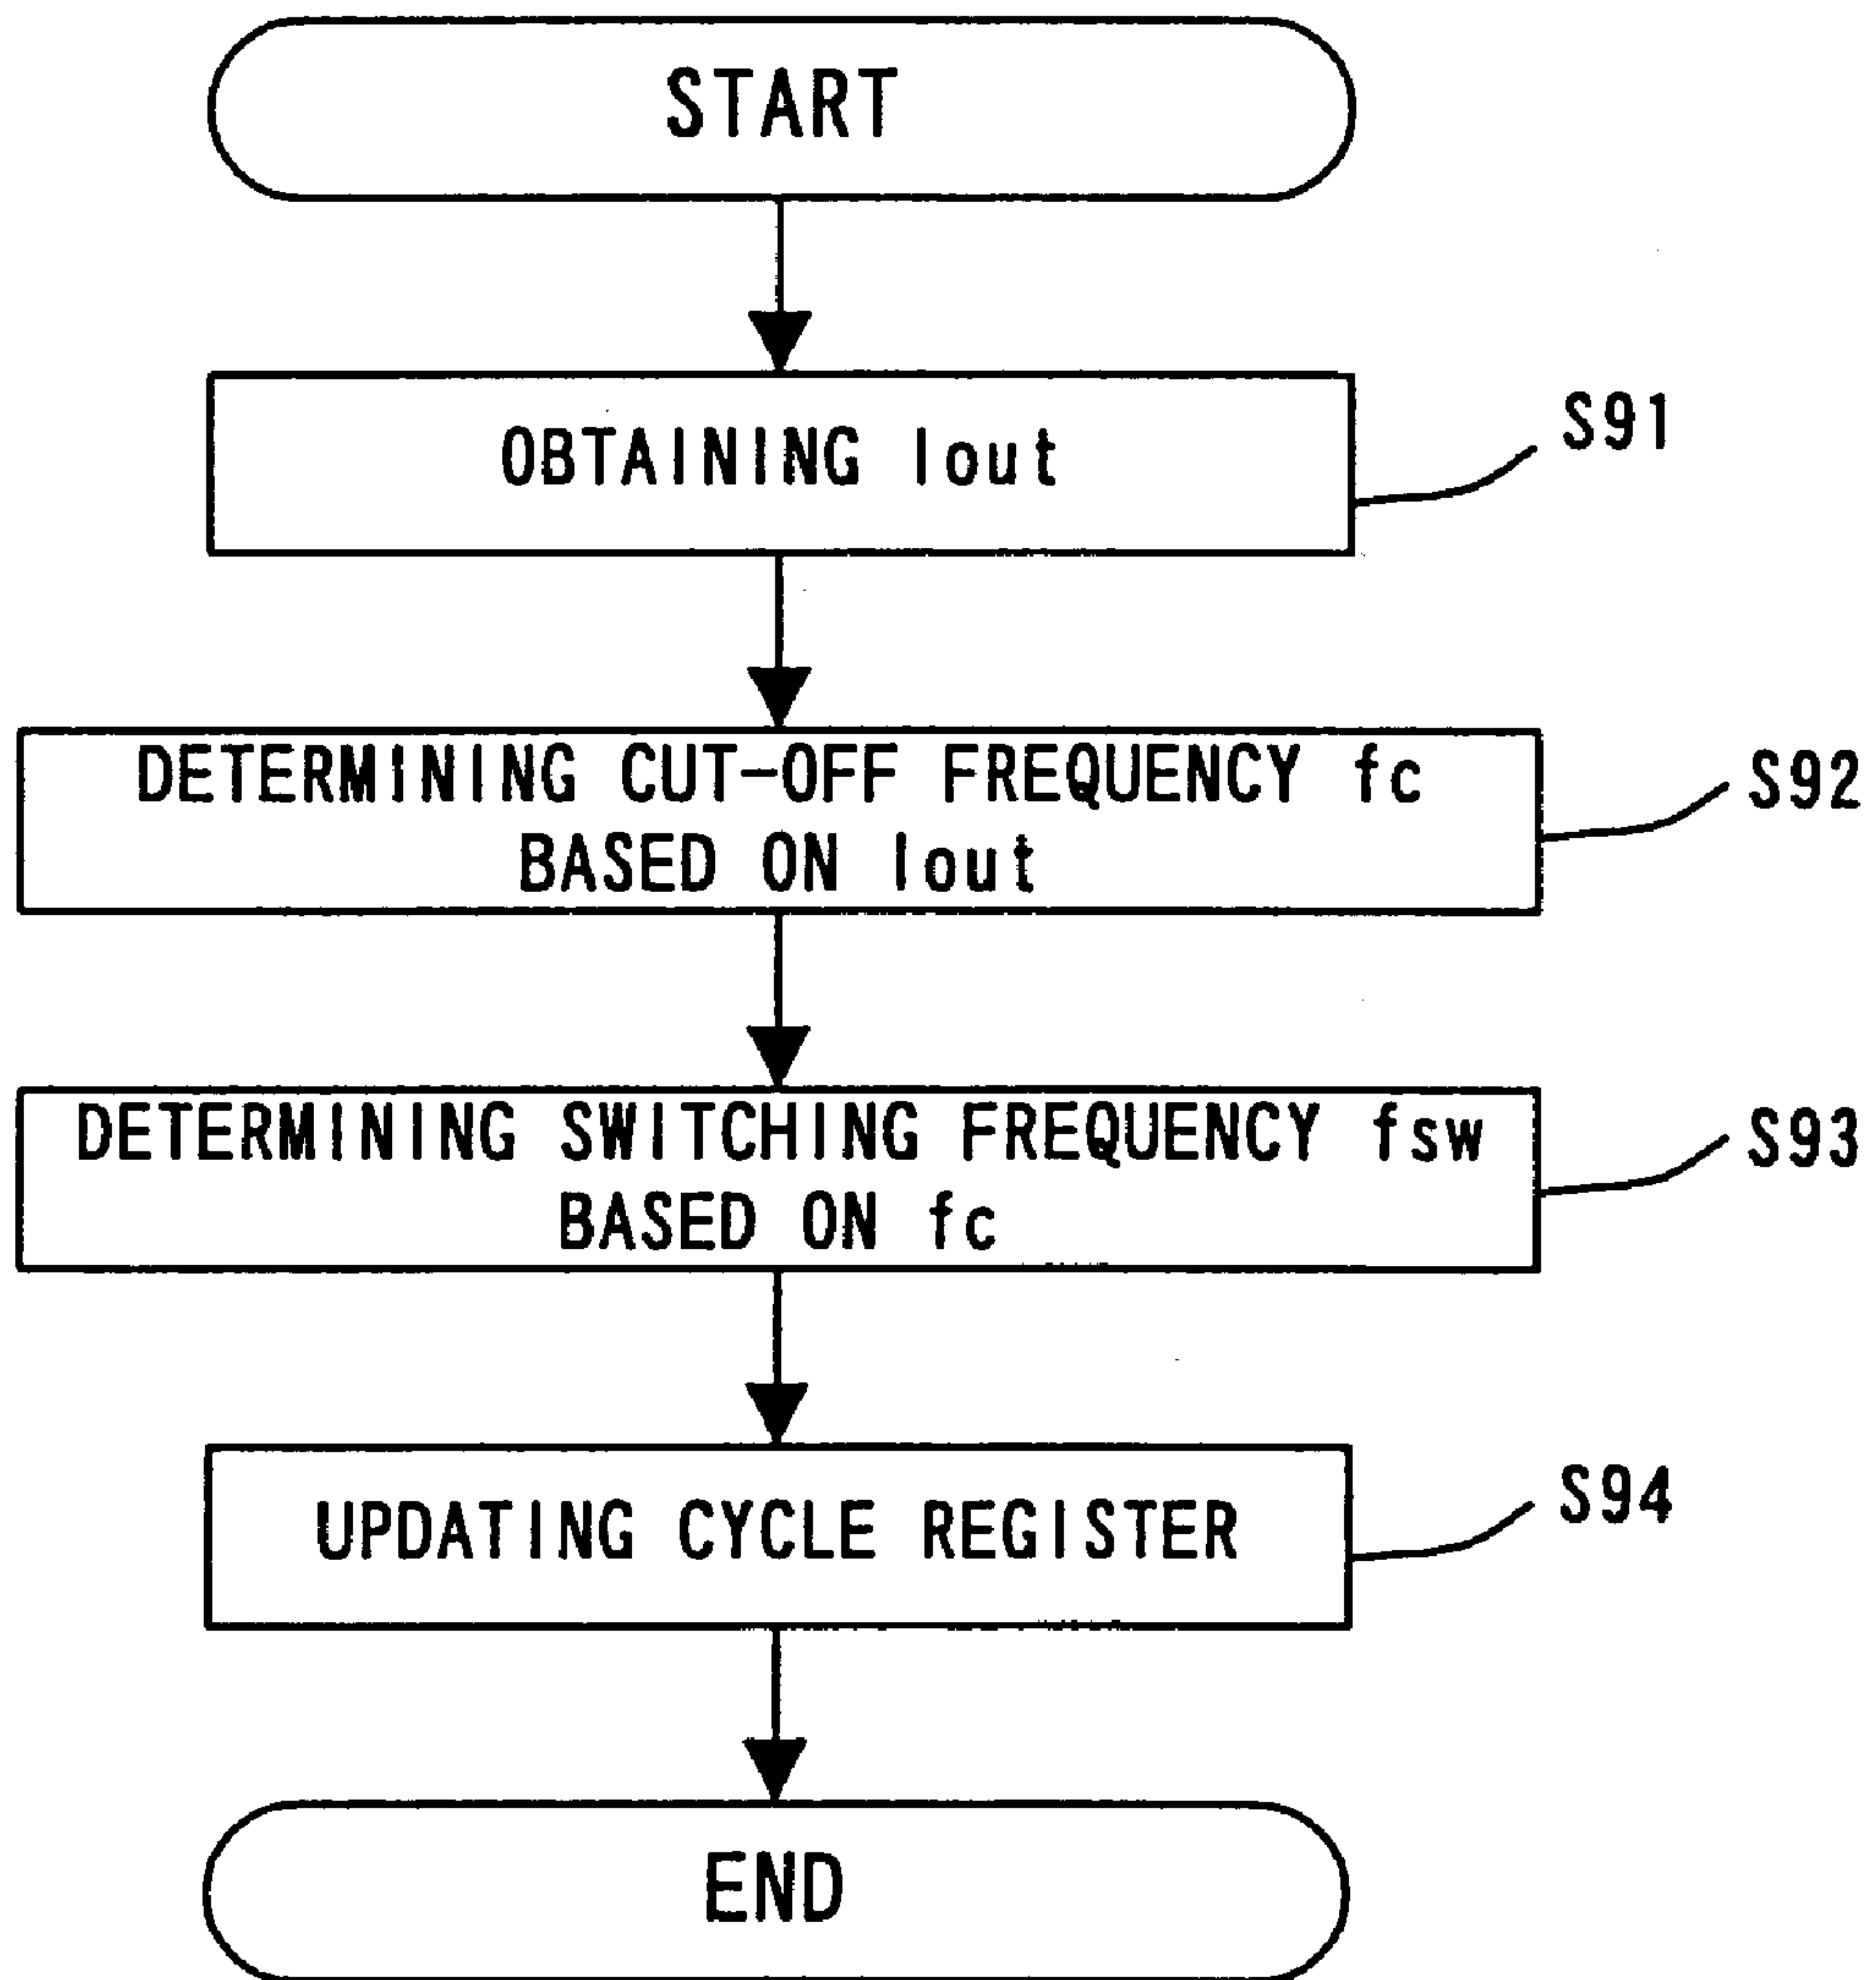 START
OBTAINING Iout
S91
DETERMINING CUT-OFF FREQUENCY fc
BASED ON Iout
S92
DETERMINING SWITCHING FREQUENCY fsw
BASED ON fc
S93
UPDATING CYCLE REGISTER
S94
END